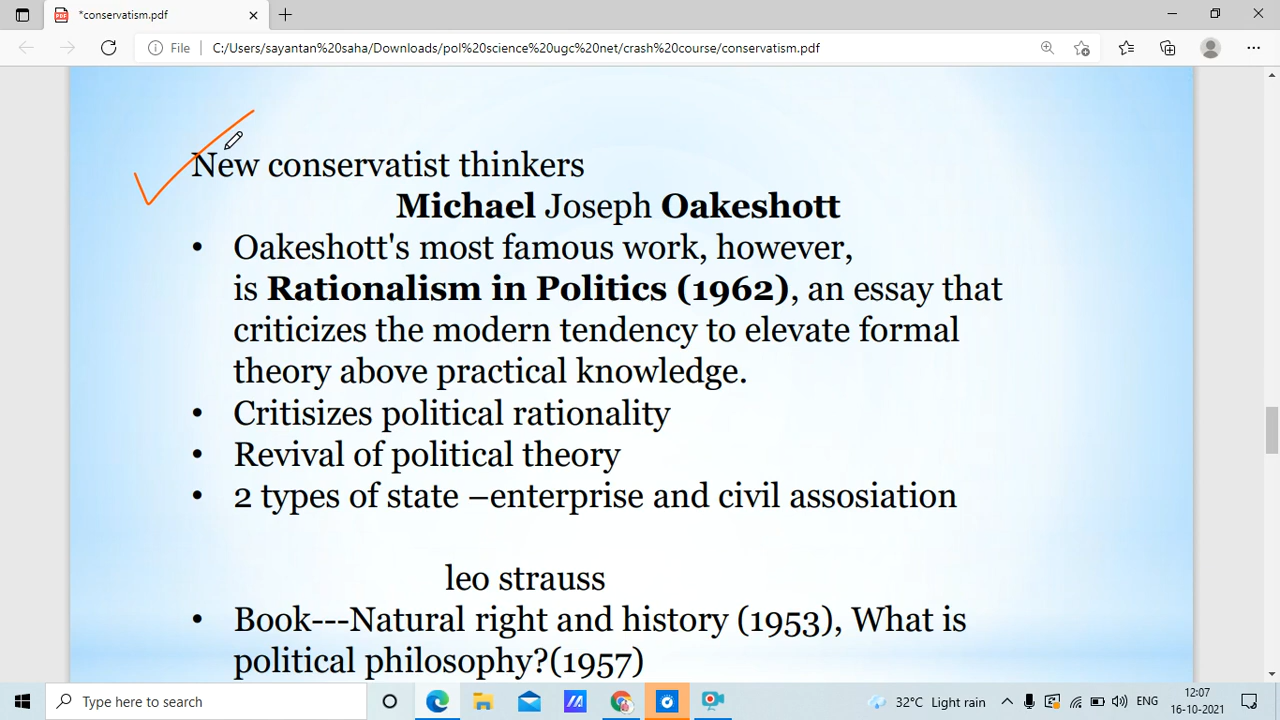 *conservatism.pdf
File C:/Users/sayantan%20saha/Downloads/pol%20science%20ugc%20net/crash%20course/conservatism.pdf
New conservatist thinkers
Michael Joseph Oakeshott
• Oakeshott's most famous work, however,
is Rationalism in Politics (1962), an essay that
criticizes the modern tendency to elevate formal
theory above practical knowledge.
• Critisizes political rationality
• Revival of political theory
• 2 types of state –enterprise and civil assosiation
leo strauss
• Book---Natural right and history (1953), What is
political philosophy?(1957)
Type here to search
32°C Light rain
ENG
12:07
16-10-2021